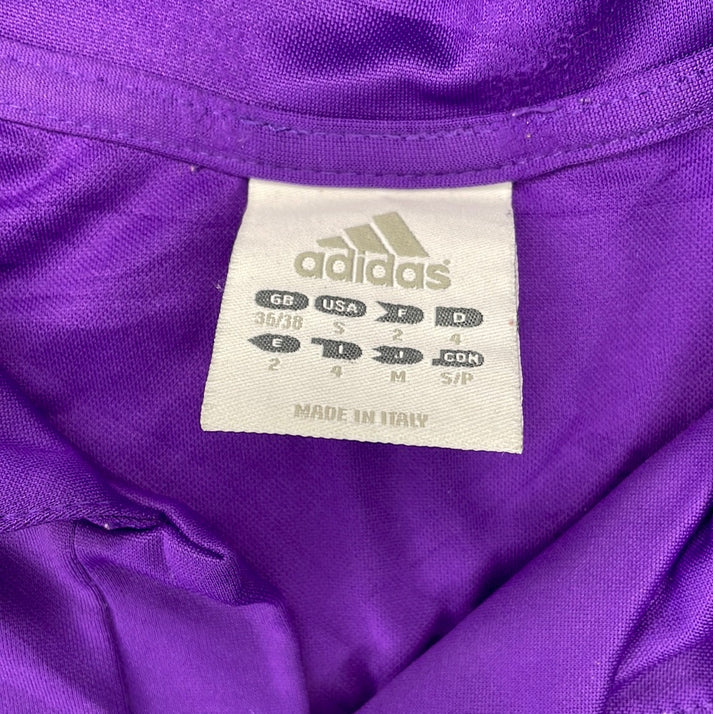 adidas
GB USA F D
36/38 S 2 4
E I J CDN
2 4 M S/P
MADE IN ITALY